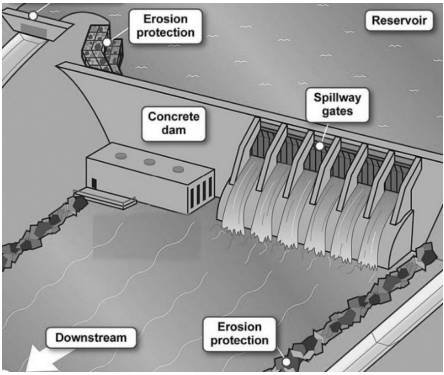 Erosion
protection
Reservoir
Spillway
gates
Concrete
dam
Downstream
Erosion
protection